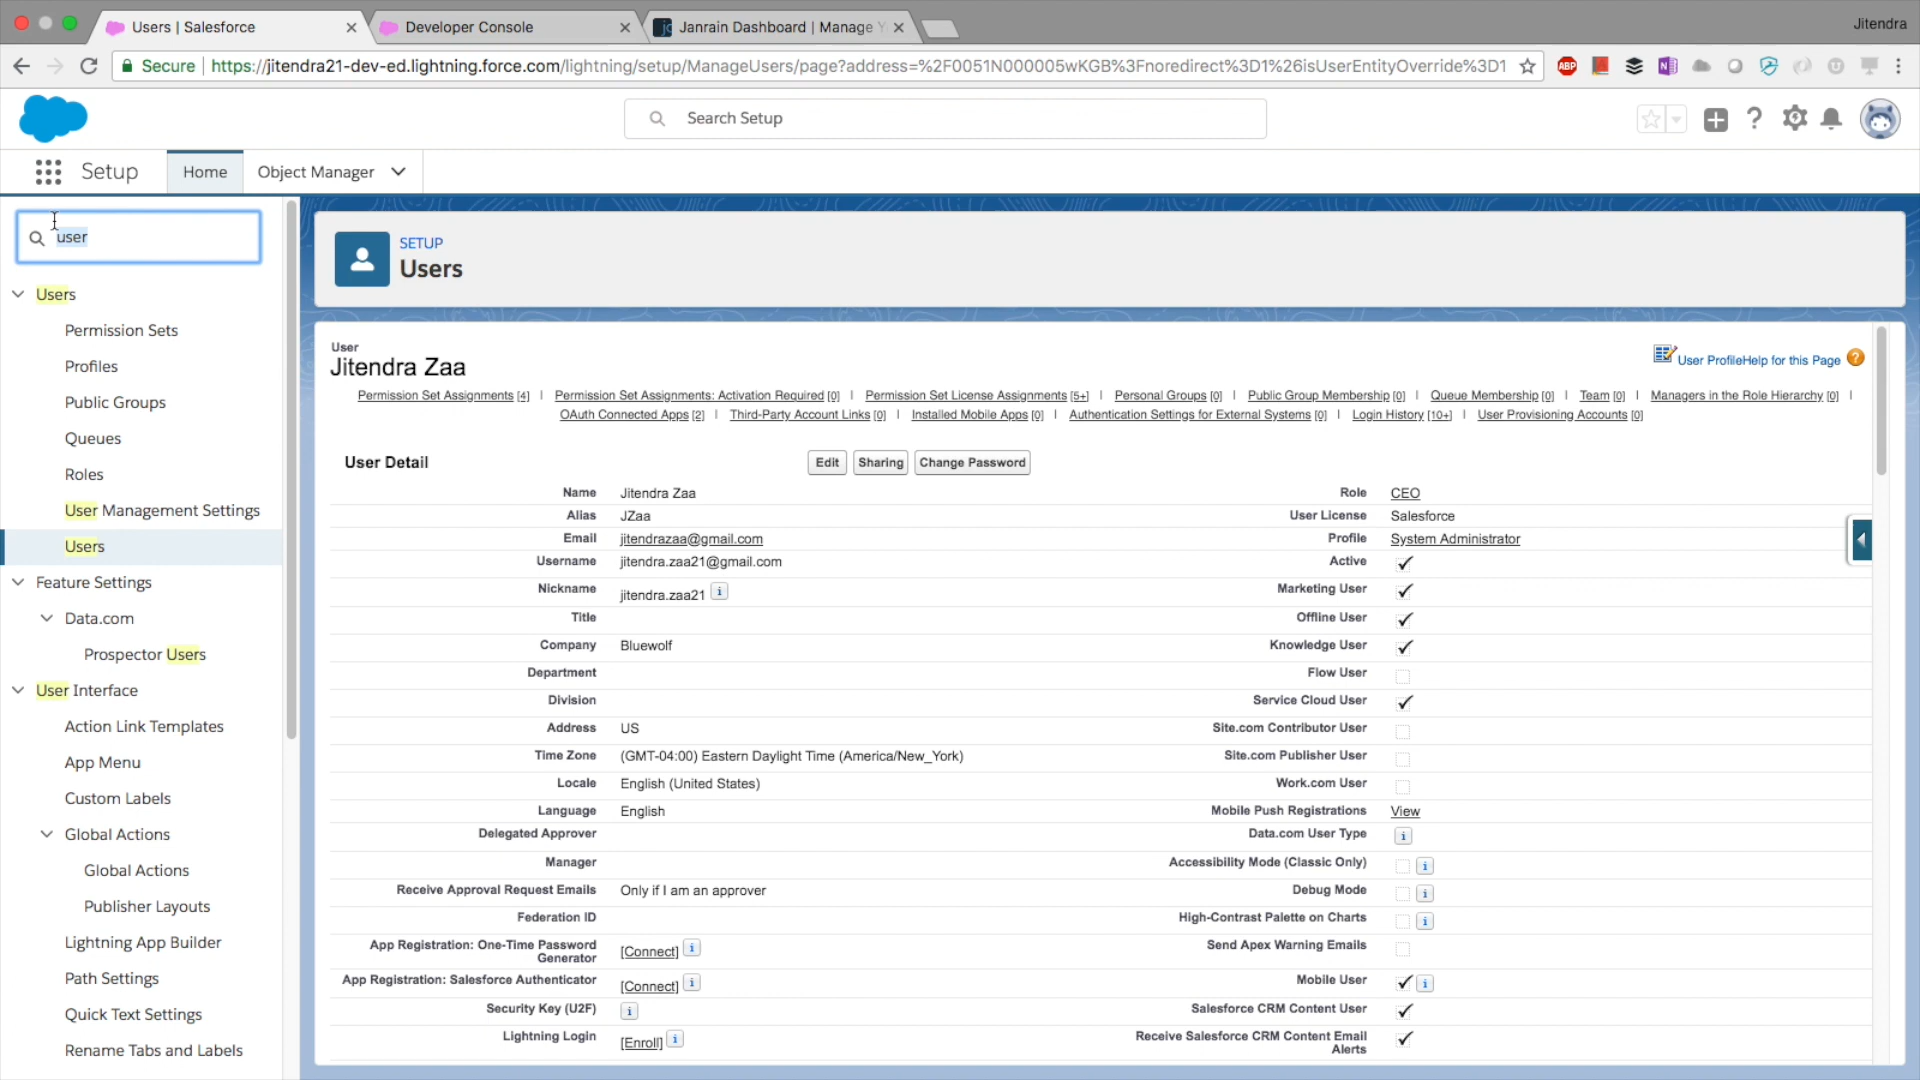 Users | Salesforce
Developer Console
Janrain Dashboard | Manage Y
Jitendra
Secure https://jitendra21-dev-ed.lightning.force.com/lightning/setup/ManageUsers/page?address=%2F0051N000005wKGB%3Fnoredirect%3D1%26isUserEntityOverride%3D1
ABP
Search Setup
Setup
Home
Object Manager
user
Users
Permission Sets
Profiles
Public Groups
Queues
Roles
User Management Settings
Users
Feature Settings
Data.com
Prospector Users
User Interface
Action Link Templates
App Menu
Custom Labels
Global Actions
Global Actions
Publisher Layouts
Lightning App Builder
Path Settings
Quick Text Settings
Rename Tabs and Labels
SETUP
Users
User
Jitendra Zaa
User Profile Help for this Page
Permission Set Assignments [4] | Permission Set Assignments: Activation Required [0] | Permission Set License Assignments [5+] | Personal Groups [0] | Public Group Membership [0] | Queue Membership [0] | Team [0] | Managers in the Role Hierarchy [0] |
OAuth Connected Apps [2] | Third-Party Account Links [0] | Installed Mobile Apps [0] | Authentication Settings for External Systems [0] | Login History [10+] | User Provisioning Accounts [0]
User Detail
Edit
Sharing
Change Password
Name Jitendra Zaa Role CEO
Alias JZaa User License Salesforce
Email jitendrazaa@gmail.com Profile System Administrator
Username jitendra.zaa21@gmail.com Active
Nickname jitendra.zaa21 i Marketing User
Title Offline User
Company Bluewolf Knowledge User
Department Flow User
Division Service Cloud User
Address US Site.com Contributor User
Time Zone (GMT-04:00) Eastern Daylight Time (America/New_York) Site.com Publisher User
Locale English (United States) Work.com User
Language English Mobile Push Registrations View
Delegated Approver Data.com User Type i
Manager Accessibility Mode (Classic Only) i
Receive Approval Request Emails Only if I am an approver Debug Mode i
Federation ID High-Contrast Palette on Charts i
App Registration: One-Time Password Generator [Connect] i Send Apex Warning Emails
App Registration: Salesforce Authenticator [Connect] i Mobile User i
Security Key (U2F) i Salesforce CRM Content User
Lightning Login [Enroll] i Receive Salesforce CRM Content Email Alerts